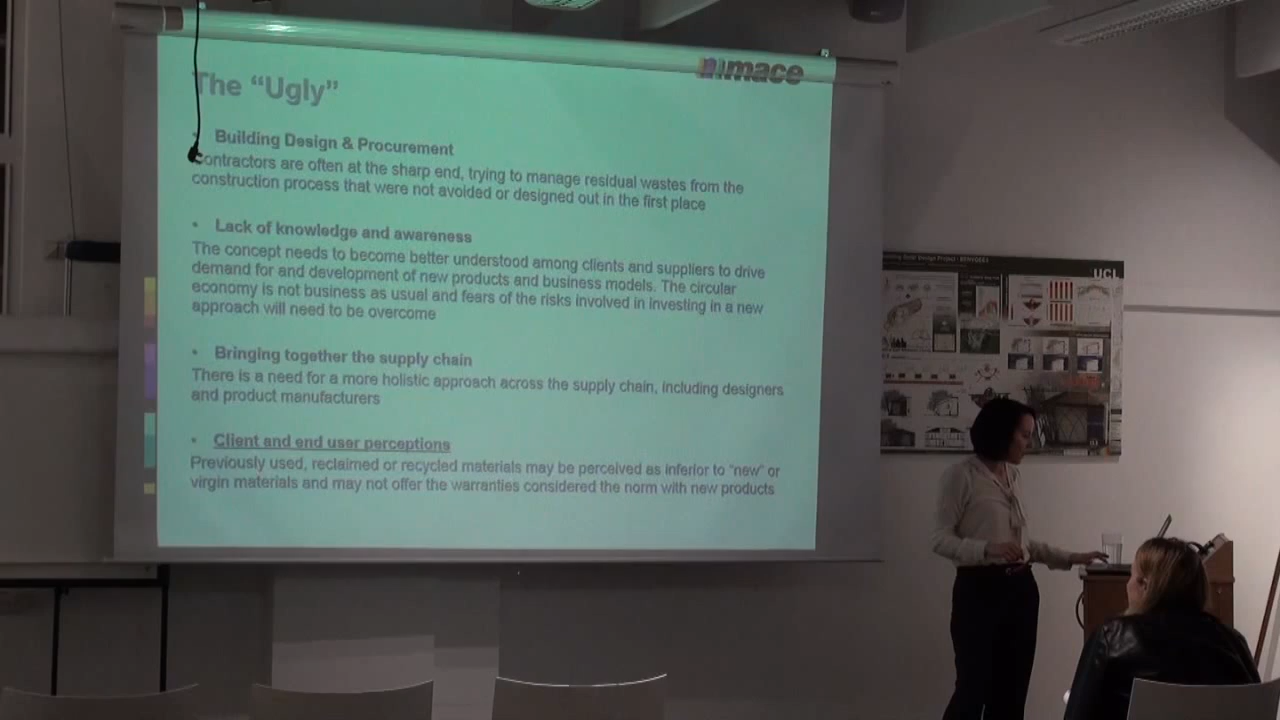 mace
The “Ugly”
• Building Design & Procurement
Contractors are often at the sharp end, trying to manage residual wastes from the
construction process that were not avoided or designed out in the first place
• Lack of knowledge and awareness
The concept needs to become better understood among clients and suppliers to drive
demand for and development of new products and business models. The circular
economy is not business as usual and fears of the risks involved in investing in a new
approach will need to be overcome
• Bringing together the supply chain
There is a need for a more holistic approach across the supply chain, including designers
and product manufacturers
• Client and end user perceptions
Previously used, reclaimed or recycled materials may be perceived as inferior to “new” or
virgin materials and may not offer the warranties considered the norm with new products
UCL